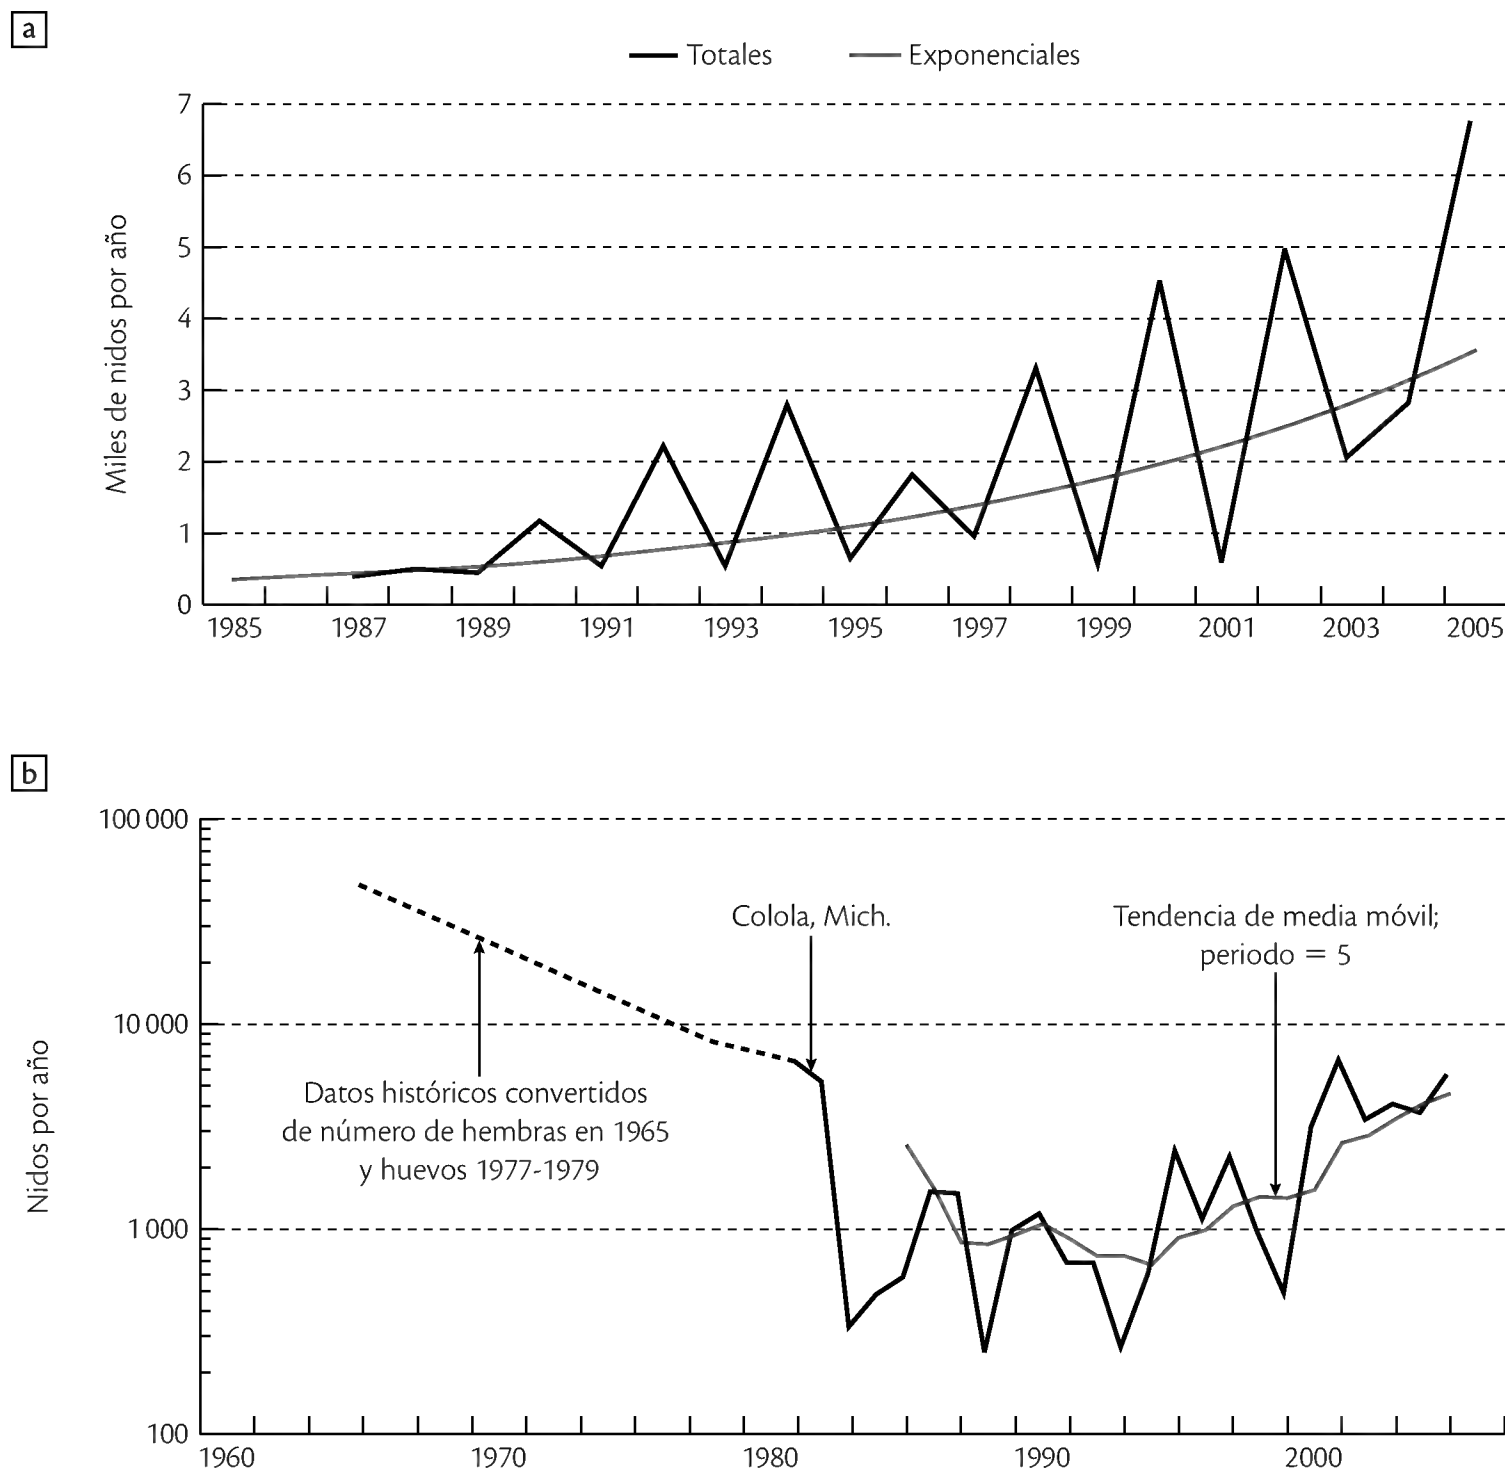 a
Totales
Exponenciales
7
6
5
4
3
2
1
0
Miles de nidos por año
1985 1987 1989 1991 1993 1995 1997 1999 2001 2003 2005
b
100 000
10 000
1 000
100
Nidos por año
Colola, Mich.
Tendencia de media móvil;
periodo = 5
Datos históricos convertidos
de número de hembras en 1965
y huevos 1977-1979
1960 1970 1980 1990 2000